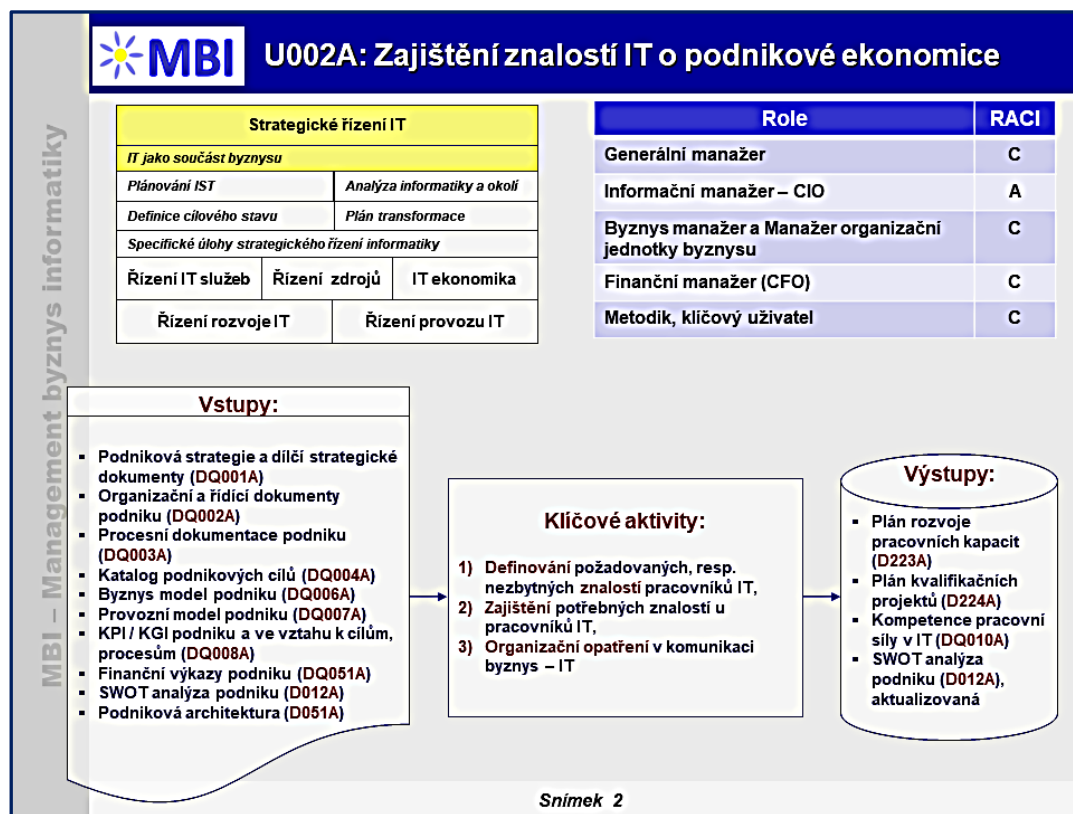 MBI
U002A: Zajištění znalostí IT o podnikové ekonomice
MBI – Management byznys informatiky
Strategické řízení IT
IT jako součást byznysu
Plánování IST
Analýza informatiky a okolí
Definice cílového stavu
Plán transformace
Specifické úlohy strategického řízení informatiky
Řízení IT služeb
Řízení zdrojů
IT ekonomika
Řízení rozvoje IT
Řízení provozu IT
Role RACI
Generální manažer C
Informační manažer – CIO A
Byznys manažer a Manažer organizační
jednotky byznysu C
Finanční manažer (CFO) C
Metodik, klíčový uživatel C
Vstupy:
▪ Podniková strategie a dílčí strategické
dokumenty (DQ001A)
▪ Organizační a řídící dokumenty
podniku (DQ002A)
▪ Procesní dokumentace podniku
(DQ003A)
▪ Katalog podnikových cílů (DQ004A)
▪ Byznys model podniku (DQ006A)
▪ Provozní model podniku (DQ007A)
▪ KPI / KGI podniku a ve vztahu k cílům,
procesům (DQ008A)
▪ Finanční výkazy podniku (DQ051A)
▪ SWOT analýza podniku (D012A)
▪ Podniková architektura (D051A)
Klíčové aktivity:
1) Definování požadovaných, resp.
nezbytných znalostí pracovníků IT,
2) Zajištění potřebných znalostí u
pracovníků IT,
3) Organizační opatření v komunikaci
byznys – IT
Výstupy:
▪ Plán rozvoje
pracovních kapacit
(D223A)
▪ Plán kvalifikačních
projektů (D224A)
▪ Kompetence pracovní
síly v IT (DQ010A)
▪ SWOT analýza
podniku (D012A),
aktualizovaná
Snímek 2